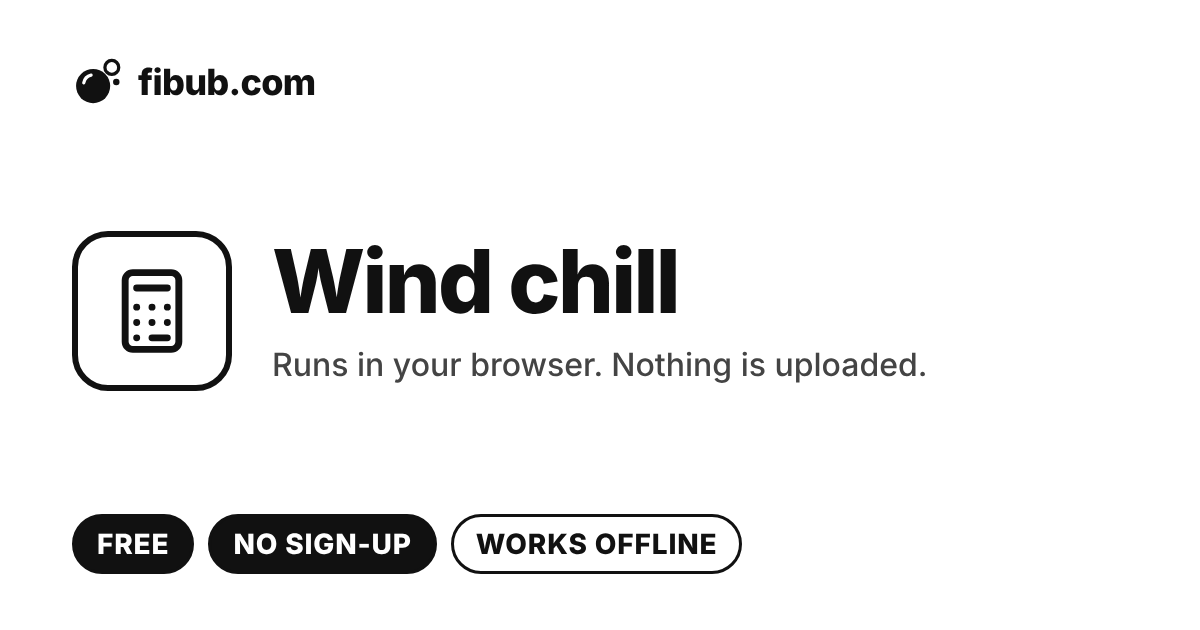 fibub.com
Wind chill
Runs in your browser. Nothing is uploaded.
FREE NO SIGN-UP WORKS OFFLINE